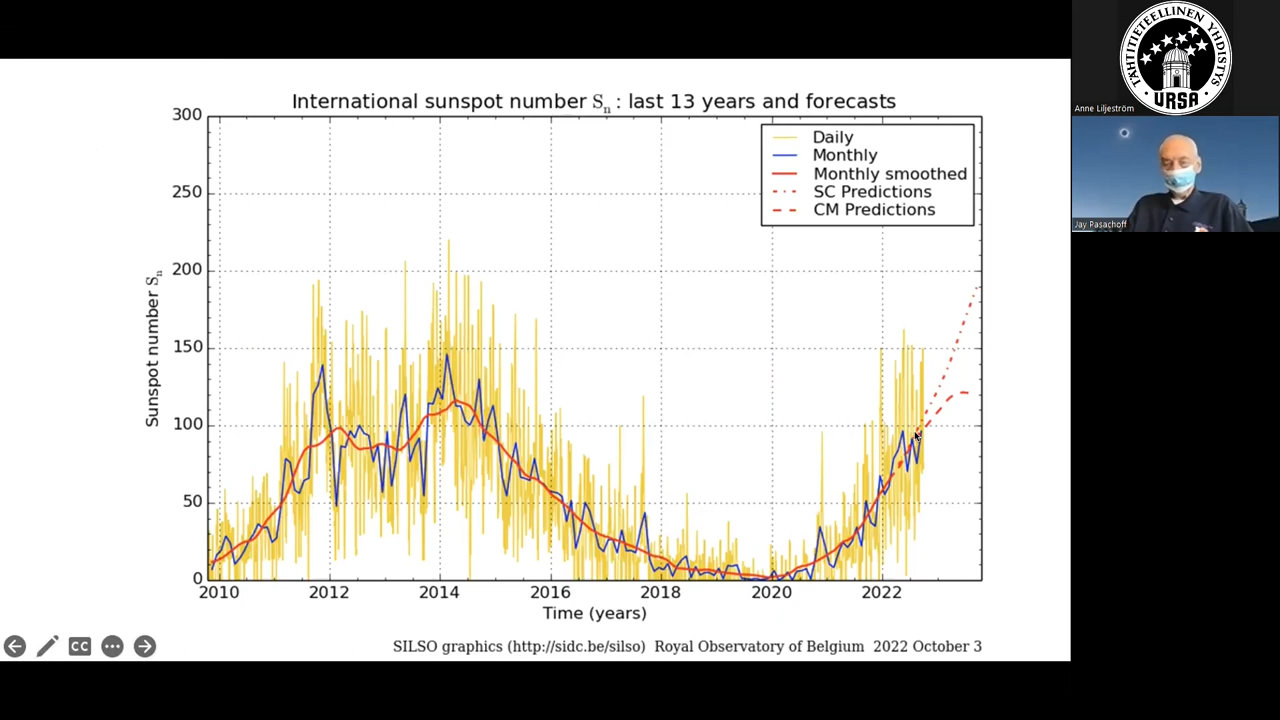 International sunspot number Sn : last 13 years and forecasts
300
250
200
150
100
50
0
Sunspot number Sn
Daily
Monthly
Monthly smoothed
SC Predictions
CM Predictions
2010 2012 2014 2016 2018 2020 2022
Time (years)
SILSO graphics (http://sidc.be/silso) Royal Observatory of Belgium 2022 October 3
CC
TÄHTITIETEELLINEN YHDISTYS
URSA
Anne Liljeström
Jay Pasachoff